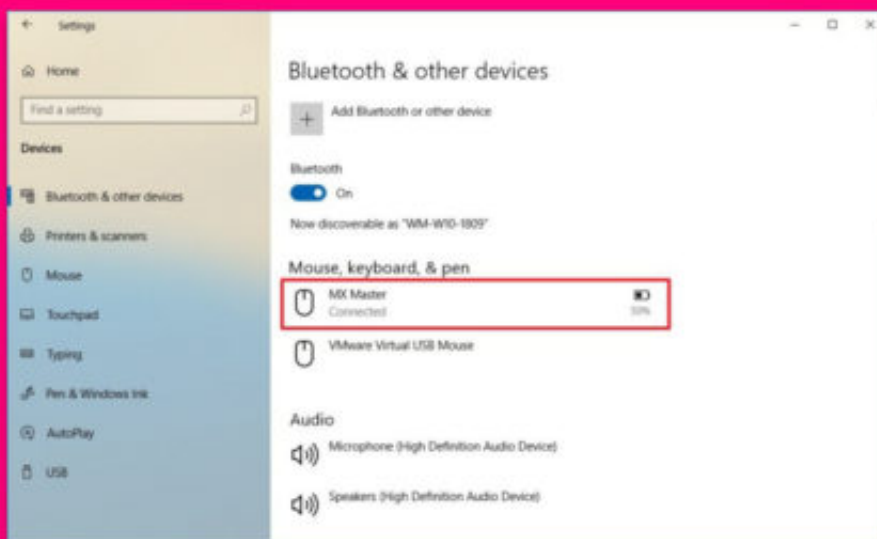 Settings
Home
Find a setting
Devices
Bluetooth & other devices
Printers & scanners
Mouse
Touchpad
Typing
Pen & Windows Ink
AutoPlay
USB
Bluetooth & other devices
Add Bluetooth or other device
Bluetooth
On
Now discoverable as "WM-W10-1809"
Mouse, keyboard, & pen
MX Master
Connected
50%
VMware Virtual USB Mouse
Audio
Microphone (High Definition Audio Device)
Speakers (High Definition Audio Device)